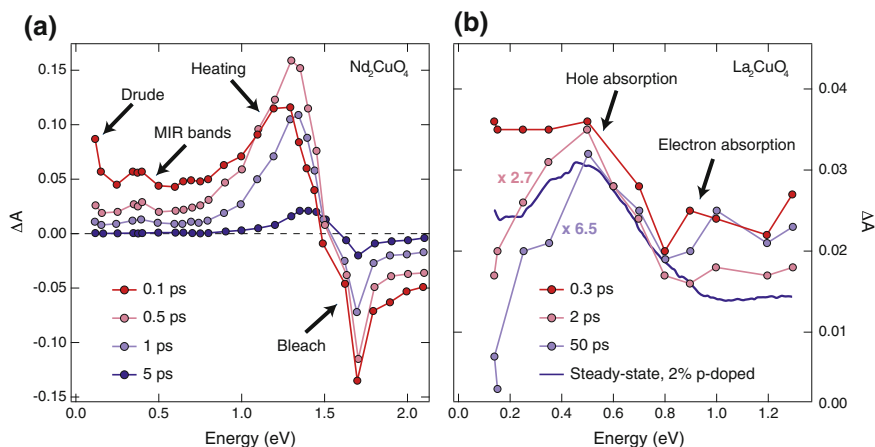 (a)
Nd2CuO4
Heating
Drude
MIR bands
Bleach
0.1 ps
0.5 ps
1 ps
5 ps
ΔA
0.15
0.10
0.05
0.00
-0.05
-0.10
-0.15
0.0 0.5 1.0 1.5 2.0
Energy (eV)
(b)
La2CuO4
Hole absorption
Electron absorption
x 2.7
x 6.5
0.3 ps
2 ps
50 ps
Steady-state, 2% p-doped
0.04
0.03
0.02
0.01
0.00
ΔA
0.0 0.2 0.4 0.6 0.8 1.0 1.2
Energy (eV)